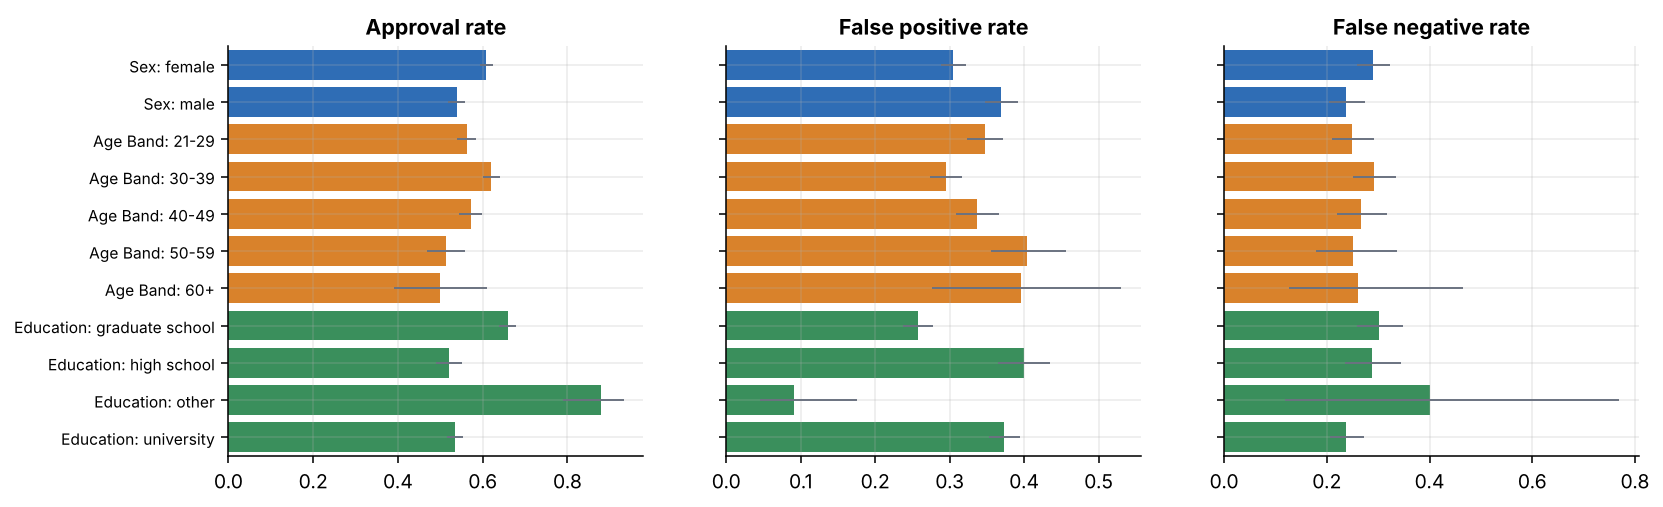 Approval rate
False positive rate
False negative rate
Sex: female
Sex: male
Age Band: 21-29
Age Band: 30-39
Age Band: 40-49
Age Band: 50-59
Age Band: 60+
Education: graduate school
Education: high school
Education: other
Education: university
0.0 0.2 0.4 0.6 0.8
0.0 0.1 0.2 0.3 0.4 0.5
0.0 0.2 0.4 0.6 0.8